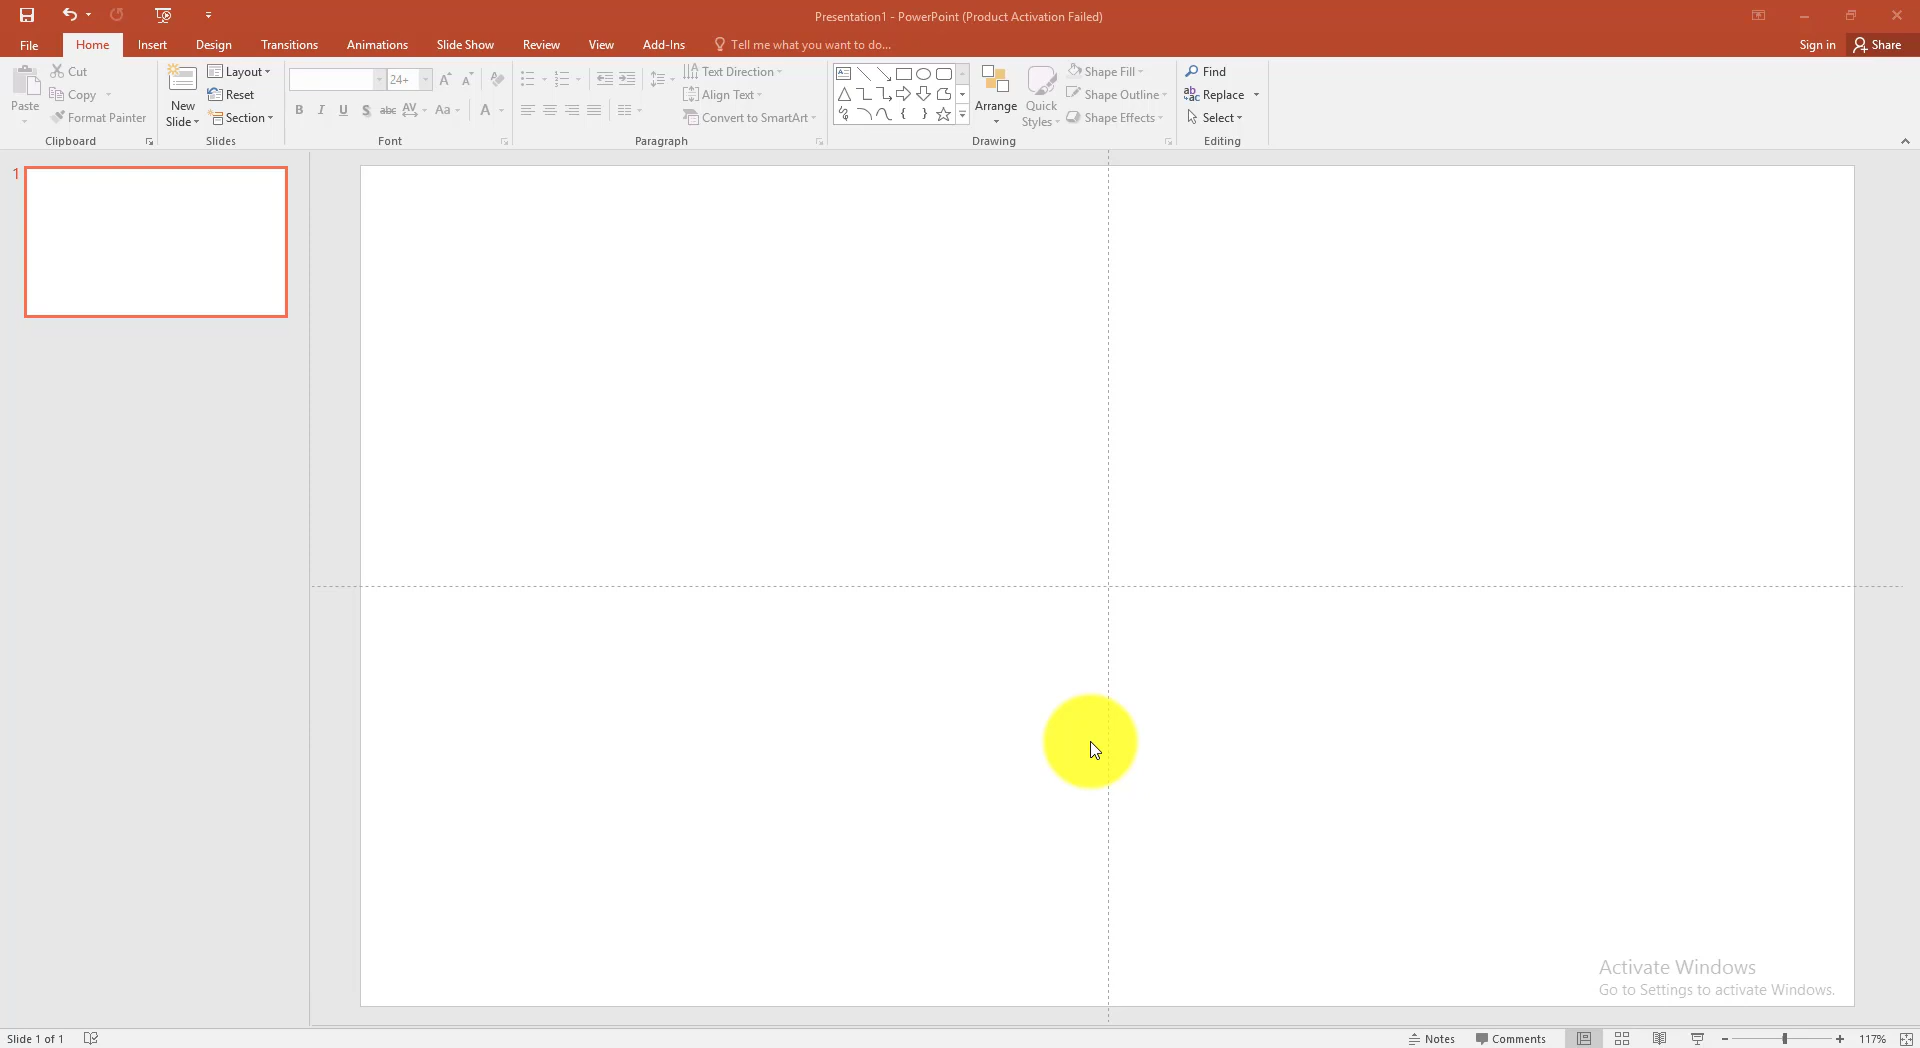 Presentation1 - PowerPoint (Product Activation Failed)
File Home Insert Design Transitions Animations Slide Show Review View Add-Ins Tell me what you want to do... Sign in Share
Paste
Cut
Copy
Format Painter
Clipboard
New
Slide
Layout
Reset
Section
Slides
24+
B I U S abc AV Aa A
Font
Text Direction
Align Text
Convert to SmartArt
Paragraph
Arrange
Quick
Styles
Shape Fill
Shape Outline
Shape Effects
Drawing
Find
Replace
Select
Editing
1
Activate Windows
Go to Settings to activate Windows.
Slide 1 of 1 Notes Comments 117%